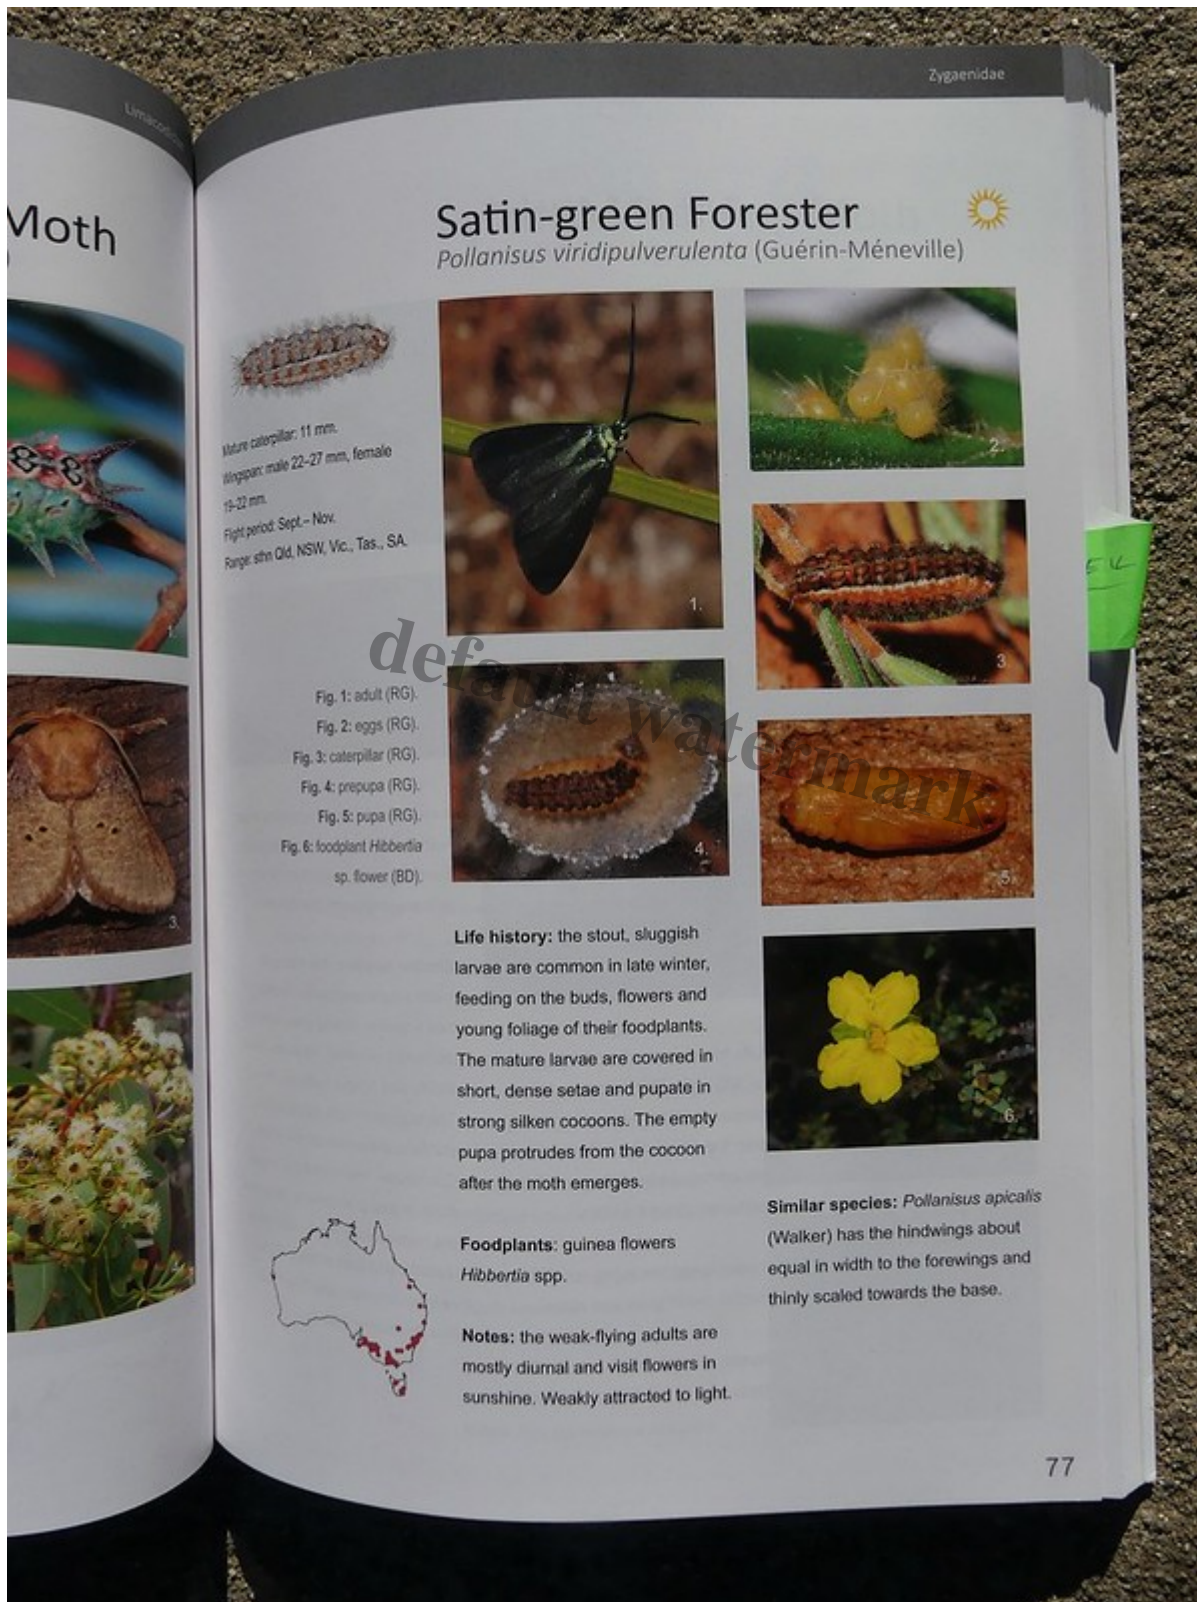 Limacodidae
Moth
1.
3.
Zygaenidae
Satin-green Forester
Pollanisus viridipulverulenta (Guérin-Méneville)
Mature caterpillar: 11 mm.
Wingspan: male 22–27 mm, female
19–22 mm.
Flight period: Sept.– Nov.
Range: sthn Qld, NSW, Vic., Tas., SA.
1.
2.
3
4.
5.
6.
Fig. 1: adult (RG).
Fig. 2: eggs (RG).
Fig. 3: caterpillar (RG).
Fig. 4: prepupa (RG).
Fig. 5: pupa (RG).
Fig. 6: foodplant Hibbertia
sp. flower (BD).
default watermark
Life history: the stout, sluggish
larvae are common in late winter,
feeding on the buds, flowers and
young foliage of their foodplants.
The mature larvae are covered in
short, dense setae and pupate in
strong silken cocoons. The empty
pupa protrudes from the cocoon
after the moth emerges.
Foodplants: guinea flowers
Hibbertia spp.
Notes: the weak-flying adults are
mostly diurnal and visit flowers in
sunshine. Weakly attracted to light.
Similar species: Pollanisus apicalis
(Walker) has the hindwings about
equal in width to the forewings and
thinly scaled towards the base.
77